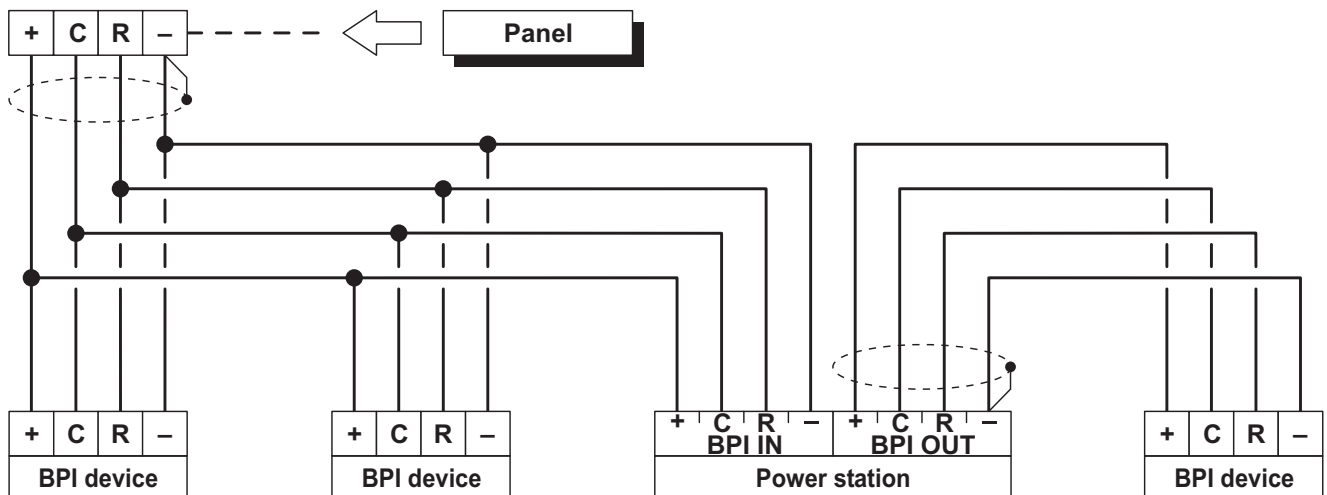 + C R –
Panel
+ C R –
BPI device
+ C R –
BPI device
+ C R –
BPI IN
+ C R –
BPI OUT
Power station
+ C R –
BPI device